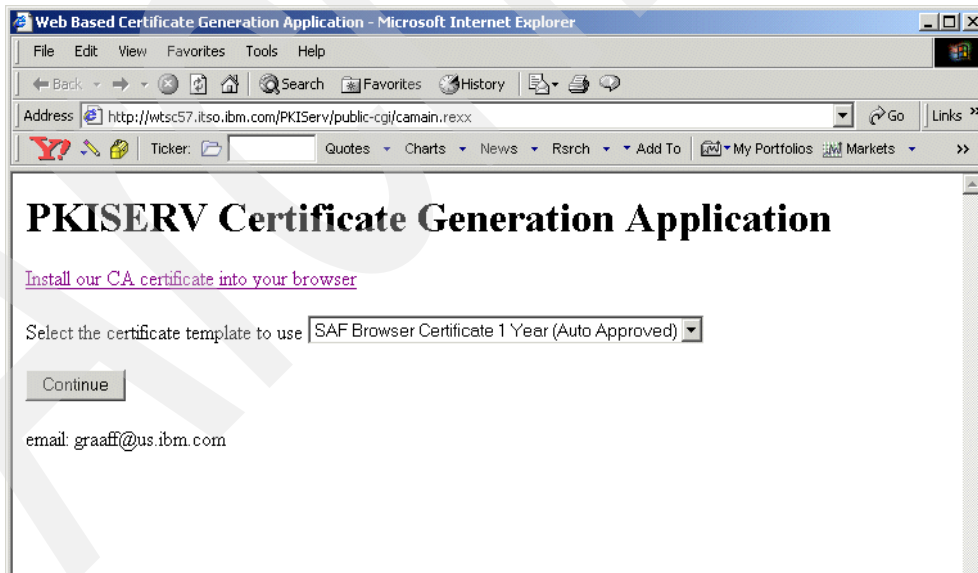 Web Based Certificate Generation Application - Microsoft Internet Explorer
File Edit View Favorites Tools Help
Back Search Favorites History
Address http://wtsc57.itso.ibm.com/PKIServ/public-cgi/camain.rexx Go Links »
Y! Ticker: Quotes Charts News Rsrch Add To My Portfolios Markets »
PKISERV Certificate Generation Application
Install our CA certificate into your browser
Select the certificate template to use SAF Browser Certificate 1 Year (Auto Approved)
Continue
email: graaff@us.ibm.com